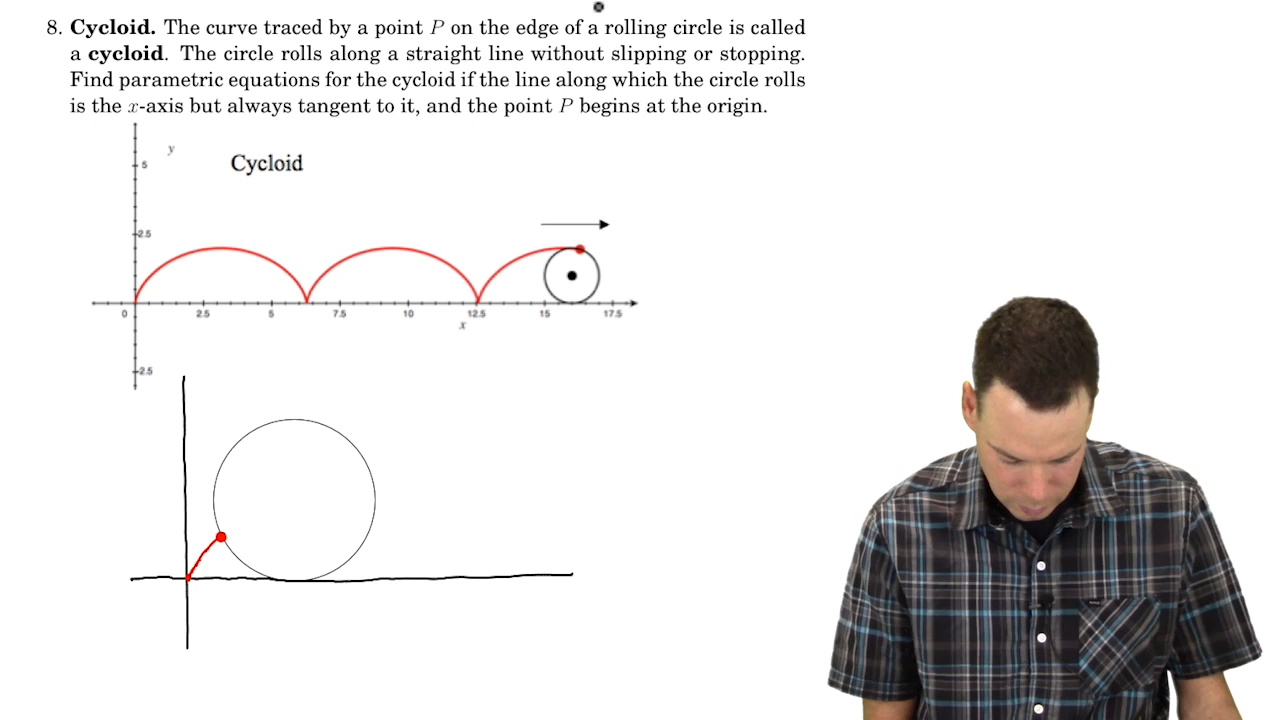 8. Cycloid. The curve traced by a point P on the edge of a rolling circle is called
a cycloid. The circle rolls along a straight line without slipping or stopping.
Find parametric equations for the cycloid if the line along which the circle rolls
is the x-axis but always tangent to it, and the point P begins at the origin.
y
5
Cycloid
2.5
0 2.5 5 7.5 10 12.5 15 17.5
x
-2.5